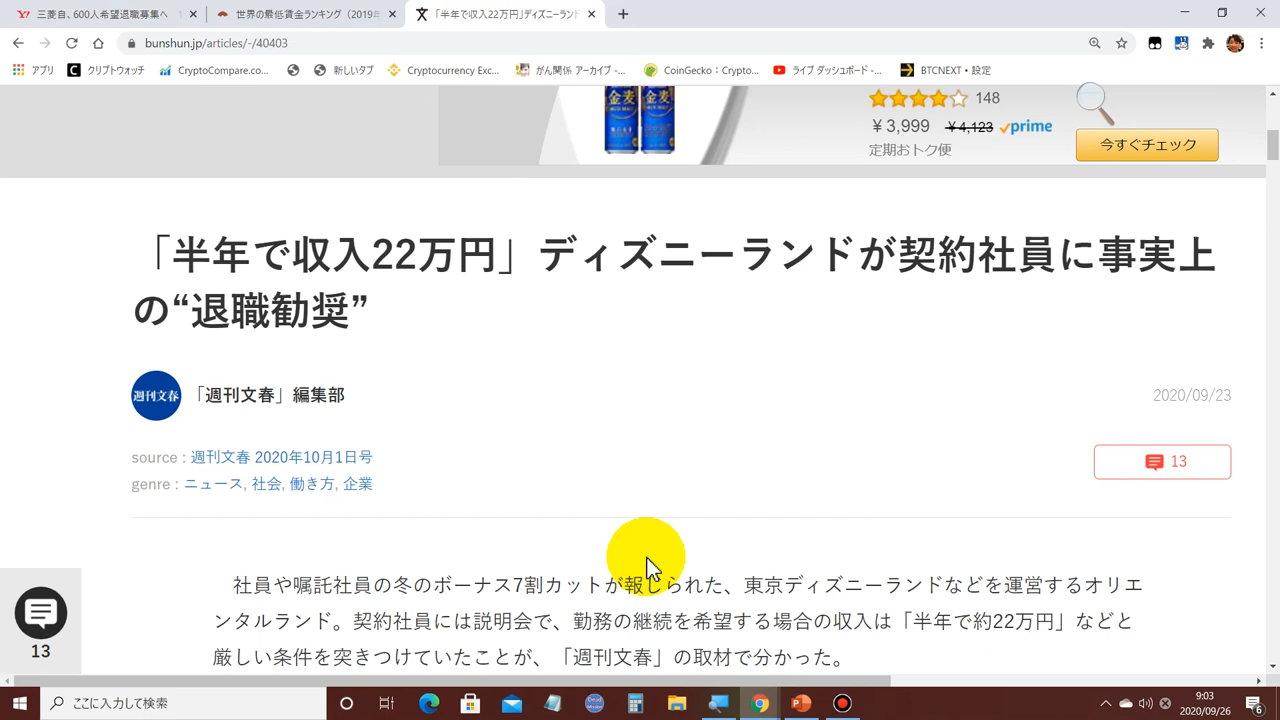 三菱自、600人希望退職募集へ
世界の最低賃金ランキング（2019年
「半年で収入22万円」ディズニーランド
bunshun.jp/articles/-/40403
アプリ
クリプトウォッチ
CryptoCompare.co...
新しいタブ
Cryptocurrency Exc...
がん関係 アーカイブ -...
CoinGecko：Crypto...
ライブ ダッシュボード -...
BTCNEXT • 設定
金麦 金麦
148
￥3,999 ￥4,123 prime
定期おトク便
今すぐチェック
「半年で収入22万円」ディズニーランドが契約社員に事実上
の“退職勧奨”
週刊文春
「週刊文春」編集部
2020/09/23
source : 週刊文春 2020年10月1日号
13
genre : ニュース, 社会, 働き方, 企業
社員や嘱託社員の冬のボーナス7割カットが報じられた、東京ディズニーランドなどを運営するオリエ
ンタルランド。契約社員には説明会で、勤務の継続を希望する場合の収入は「半年で約22万円」などと
厳しい条件を突きつけていたことが、「週刊文春」の取材で分かった。
13
ここに入力して検索
9:03
2020/09/26
6